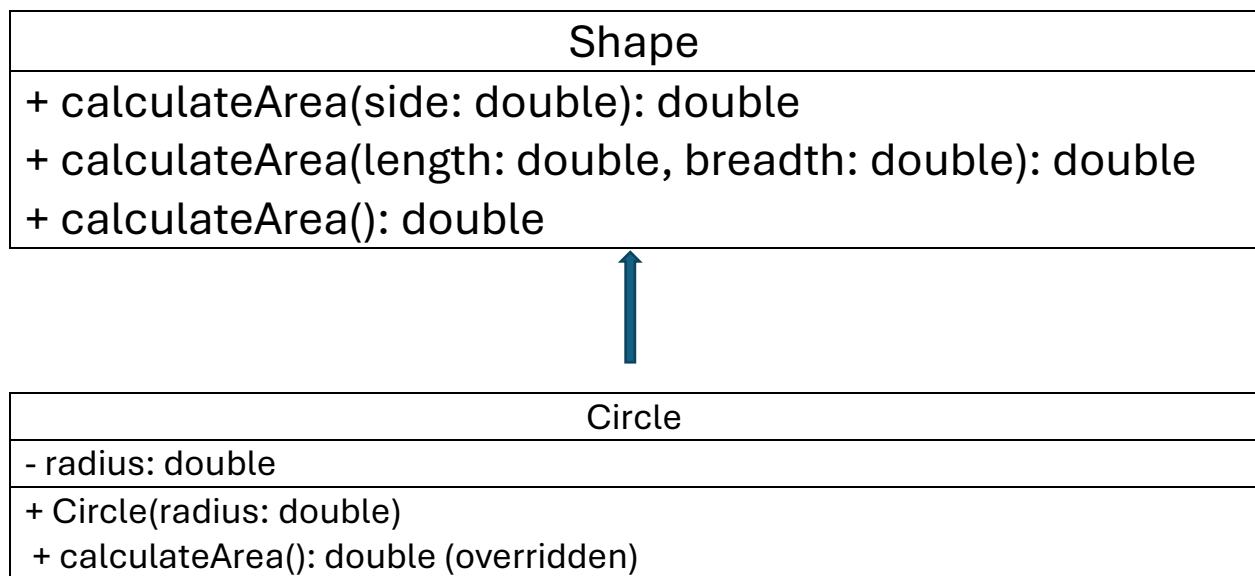 Shape
+ calculateArea(side: double): double
+ calculateArea(length: double, breadth: double): double
+ calculateArea(): double
Circle
- radius: double
+ Circle(radius: double)
+ calculateArea(): double (overridden)